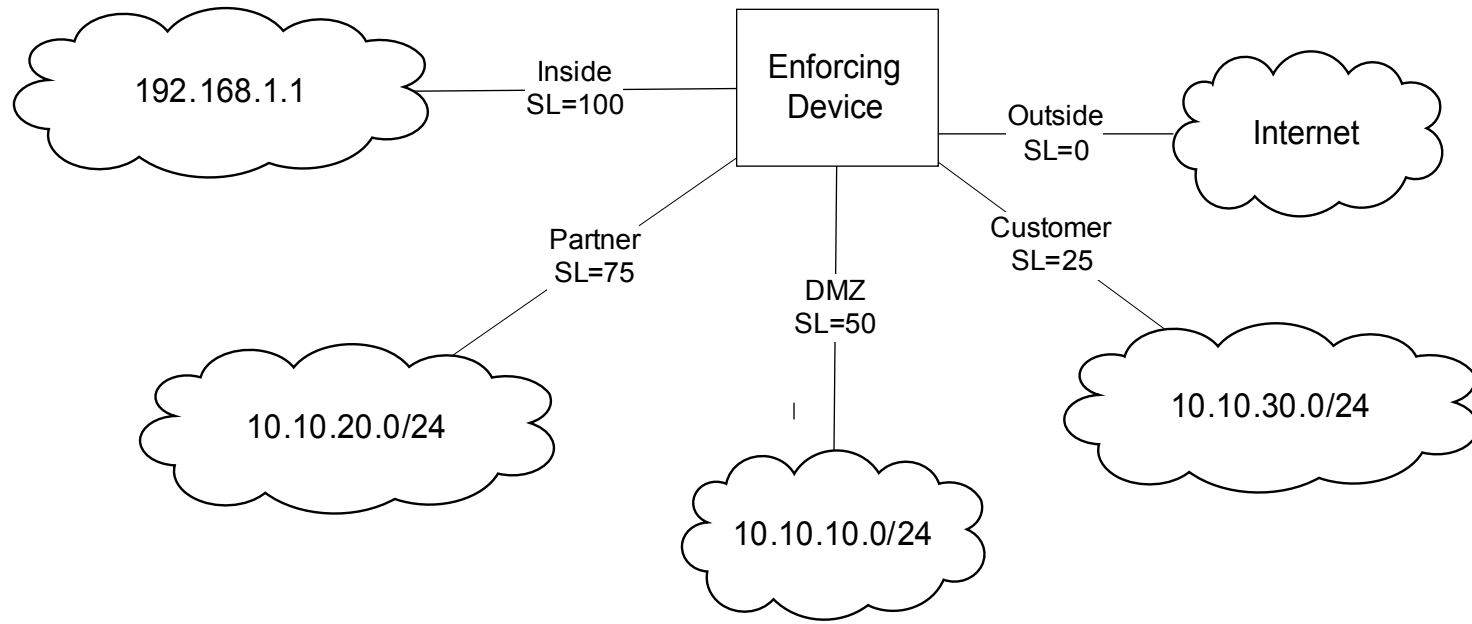 192.168.1.1
Inside
SL=100
Enforcing
Device
Outside
SL=0
Internet
Partner
SL=75
DMZ
SL=50
Customer
SL=25
10.10.20.0/24
10.10.10.0/24
10.10.30.0/24